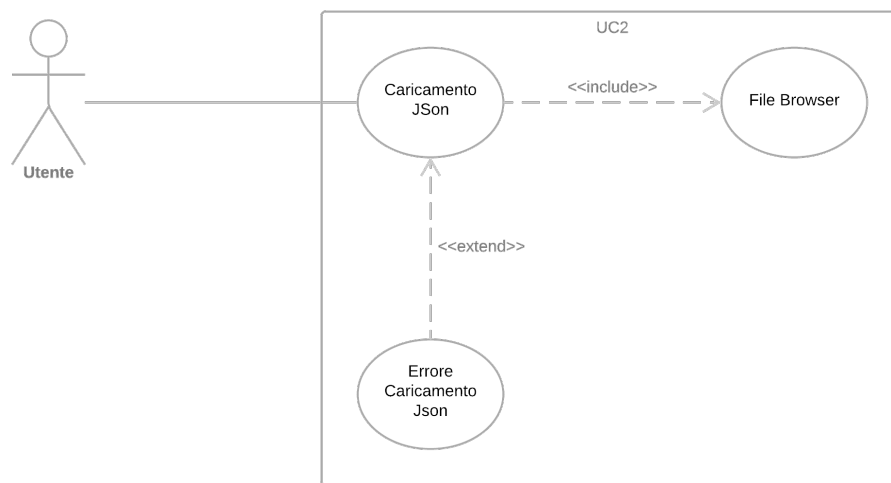 UC2
Caricamento
JSon
<<include>>
File Browser
Utente
<<extend>>
Errore
Caricamento
Json